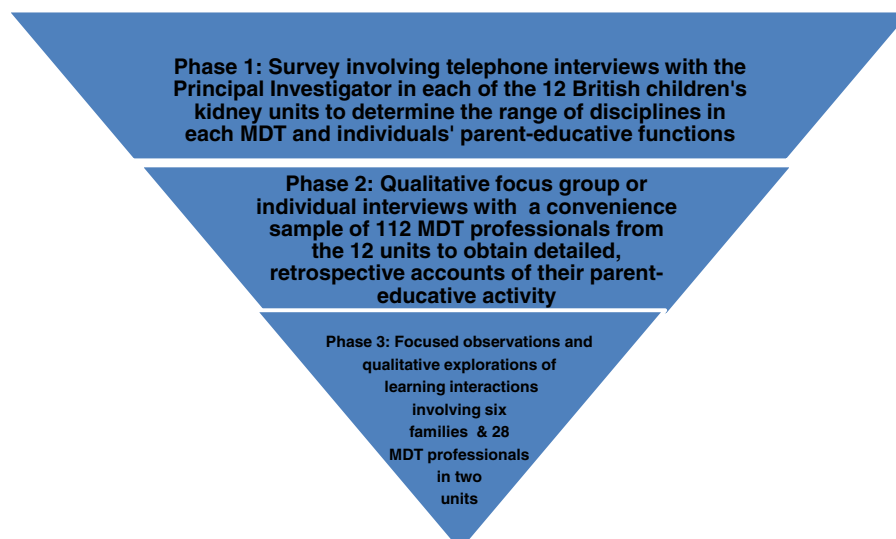 Phase 1: Survey involving telephone interviews with the
Principal Investigator in each of the 12 British children's
kidney units to determine the range of disciplines in
each MDT and individuals' parent-educative functions
Phase 2: Qualitative focus group or
individual interviews with a convenience
sample of 112 MDT professionals from
the 12 units to obtain detailed,
retrospective accounts of their parent-
educative activity
Phase 3: Focused observations and
qualitative explorations of
learning interactions
involving six
families & 28
MDT professionals
in two
units